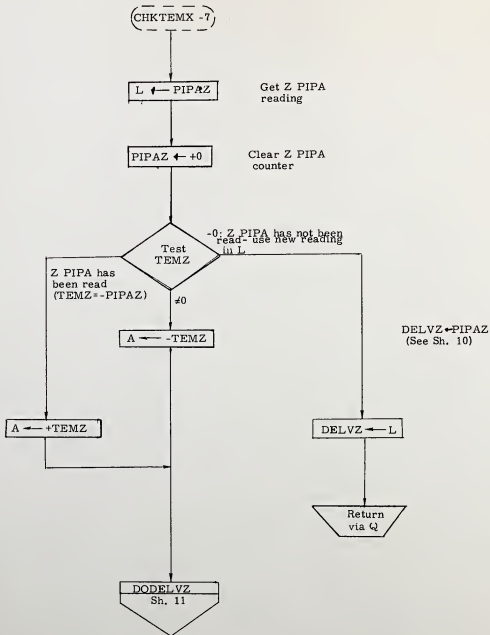 CHKTEMX -7
L ← PIPAZ
Get Z PIPA
reading
PIPAZ ← +0
Clear Z PIPA
counter
Test
TEMZ
-0: Z PIPA has not been
read- use new reading
in L
Z PIPA has
been read
(TEMZ=-PIPAZ)
≠0
A ← -TEMZ
DELVZ←PIPAZ
(See Sh. 10)
A ← +TEMZ
DELVZ ← L
Return
via Q
DODELVZ
Sh. 11